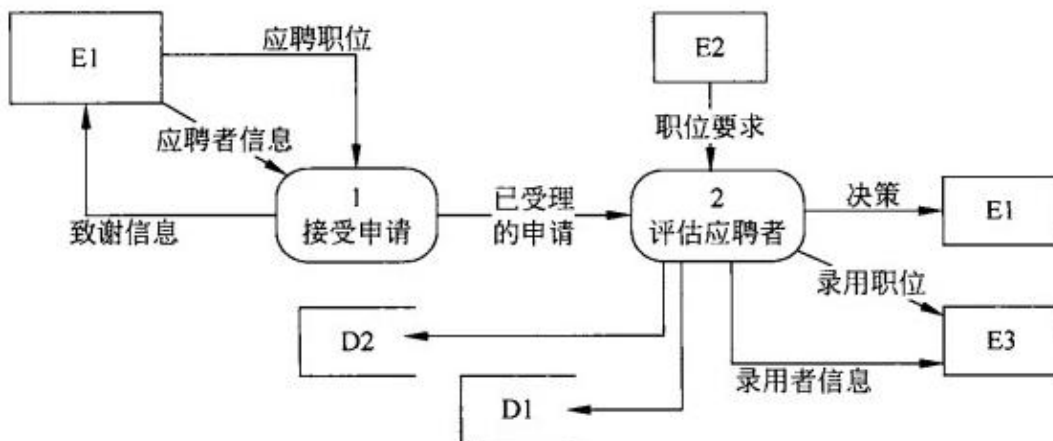 应聘职位
E1
E2
应聘者信息
职位要求
1
接受申请
致谢信息
已受理
的申请
2
评估应聘者
决策
E1
录用职位
D2
E3
录用者信息
D1